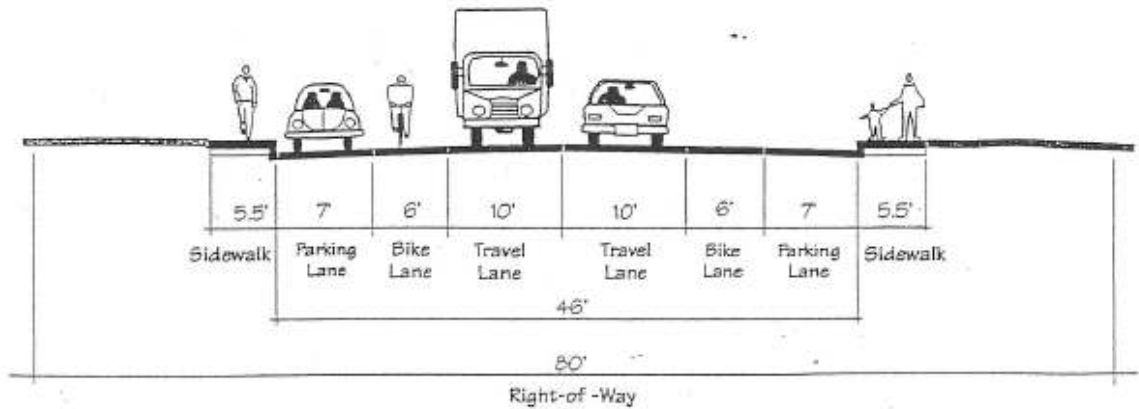 5.5' 7' 6' 10' 10' 6' 7' 5.5'
Sidewalk Parking Lane Bike Lane Travel Lane Travel Lane Bike Lane Parking Lane Sidewalk
46'
80'
Right-of-Way